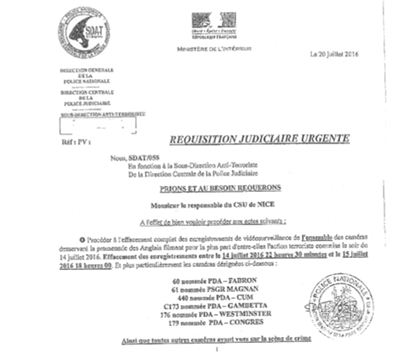 SDAT
Liberté • Égalité • Fraternité
RÉPUBLIQUE FRANÇAISE
MINISTÈRE DE L'INTÉRIEUR
Le 20 juillet 2016
DIRECTION GENERALE
DE LA
POLICE NATIONALE
DIRECTION CENTRALE
DE LA
POLICE JUDICIAIRE
SOUS-DIRECTION ANTI-TERRORISTE
Réf : PV :
REQUISITION JUDICIAIRE URGENTE
Nous, SDAT/055
En fonction à la Sous-Direction Anti-Terroriste
De la Direction Centrale de la Police Judiciaire
PRIONS ET AU BESOIN REQUERONS
Monsieur le responsable du CSU de NICE
A l'effet de bien vouloir procéder aux actes suivants :
Procéder à l'effacement complet des enregistrements de vidéosurveillance de l'ensemble des caméras
desservant la promenade des Anglais filmant pour la plus part d'entre-elles l'action terroriste commise le soir du
14 juillet 2016. Effacement des enregistrements entre le 14 juillet 2016 22 heures 30 minutes et le 15 juillet
2016 18 heures 00. Et plus particulièrement les caméras désignées ci-dessous :
60 nommée PDA – FABRON
61 nommée PSGR MAGNAN
440 nommée PDA – CUM
C173 nommée PDA – GAMBETTA
176 nommée PDA – WESTMINSTER
179 nommée PDA – CONGRES
POLICE NATIONALE
Ainsi que toutes autres caméras ayant vues sur la scène de crime
1